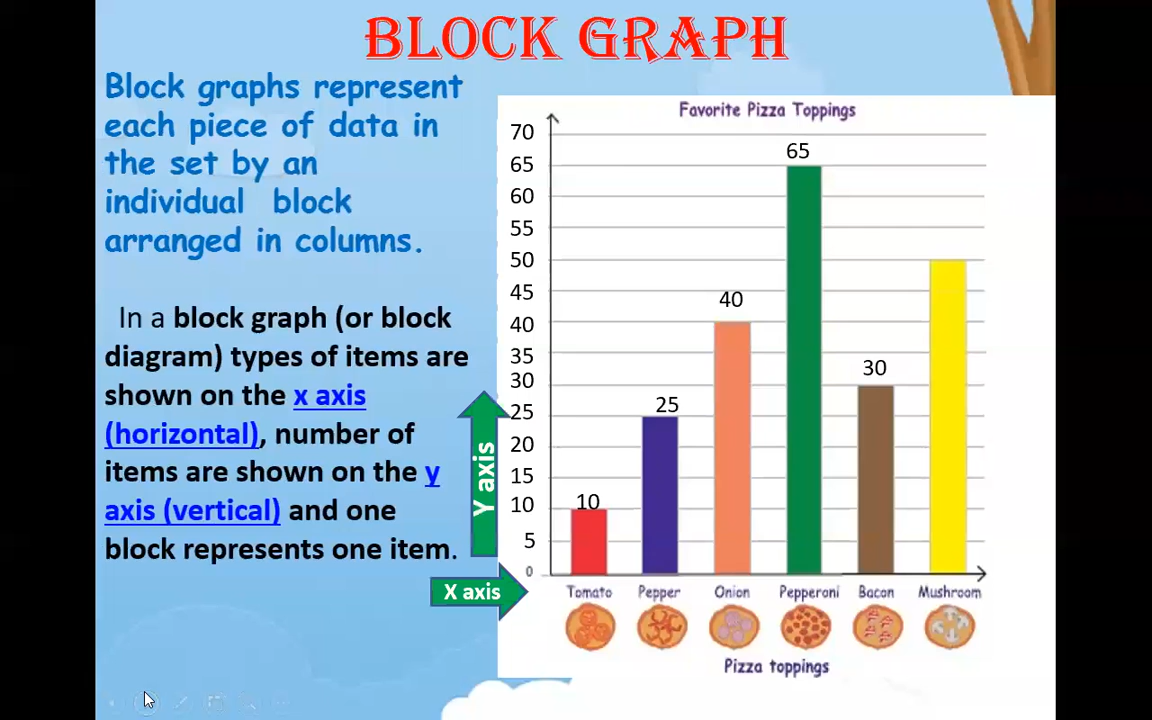 BLOCK GRAPH
Block graphs represent
each piece of data in
the set by an
individual block
arranged in columns.
In a block graph (or block
diagram) types of items are
shown on the x axis
(horizontal), number of
items are shown on the y
axis (vertical) and one
block represents one item.
Y axis
X axis
Favorite Pizza Toppings
70
65
60
55
50
45
40
35
30
25
20
15
10
5
0
10
25
40
65
30
Tomato Pepper Onion Pepperoni Bacon Mushroom
Pizza toppings